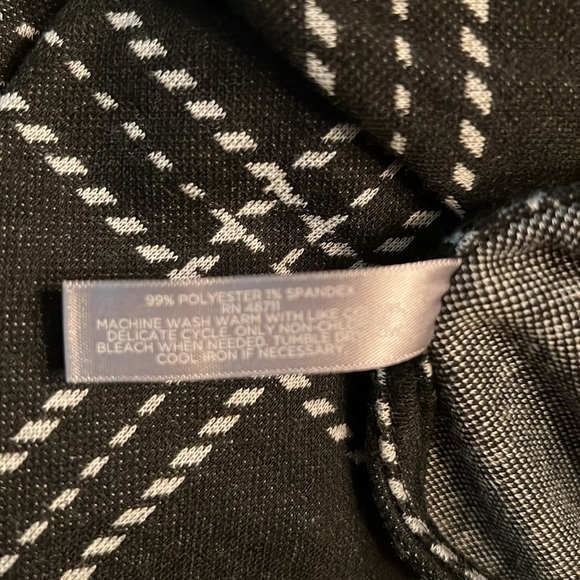 99% POLYESTER 1% SPANDEX
RN 48711
MACHINE WASH WARM WITH LIKE
DELICATE CYCLE. ONLY
BLEACH WHEN NEEDED. TUMBLE
COOL IRON IF NECESSARY